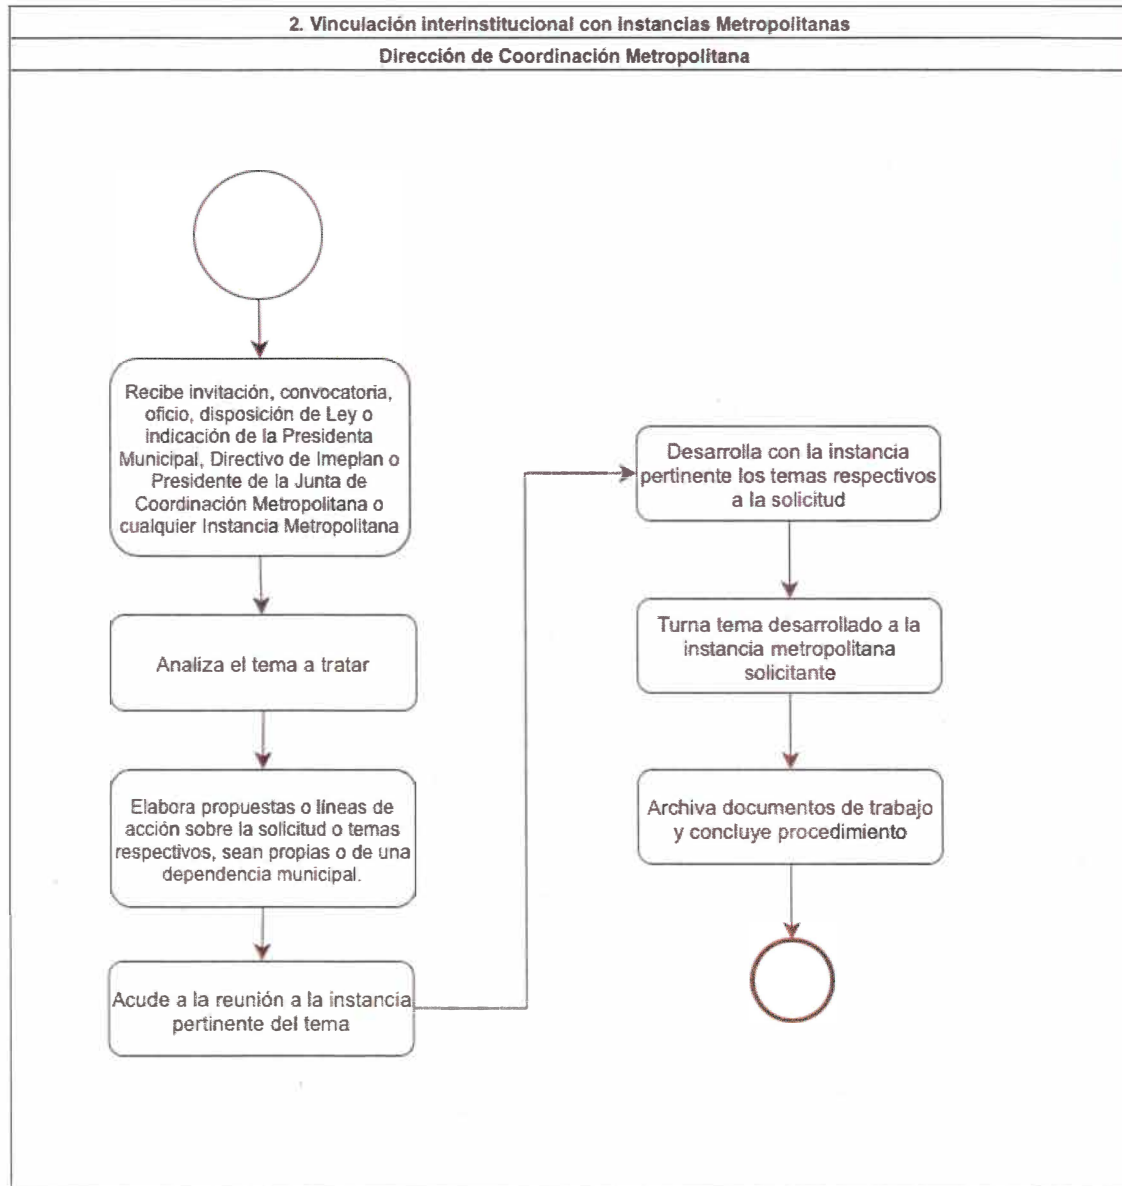 2. Vinculación interinstitucional con Instancias Metropolitanas
Dirección de Coordinación Metropolitana
Recibe invitación, convocatoria,
oficio, disposición de Ley o
indicación de la Presidenta
Municipal, Directivo de Imeplan o
Presidente de la Junta de
Coordinación Metropolitana o
cualquier Instancia Metropolitana
Analiza el tema a tratar
Elabora propuestas o líneas de
acción sobre la solicitud o temas
respectivos, sean propias o de una
dependencia municipal.
Acude a la reunión a la instancia
pertinente del tema
Desarrolla con la instancia
pertinente los temas respectivos
a la solicitud
Turna tema desarrollado a la
instancia metropolitana
solicitante
Archiva documentos de trabajo
y concluye procedimiento